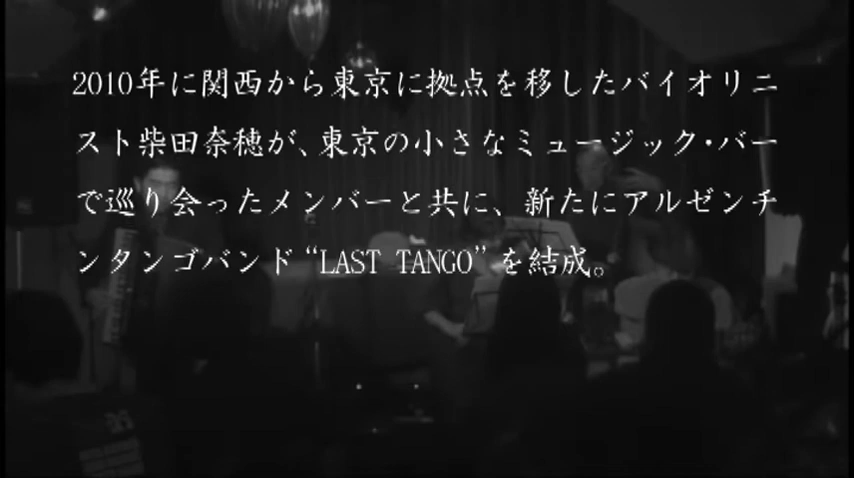 2010年に関西から東京に拠点を移したバイオリニ
スト柴田奈穂が、東京の小さなミュージック・バー
で巡り会ったメンバーと共に、新たにアルゼンチ
ンタンゴバンド“LAST TANGO”を結成。